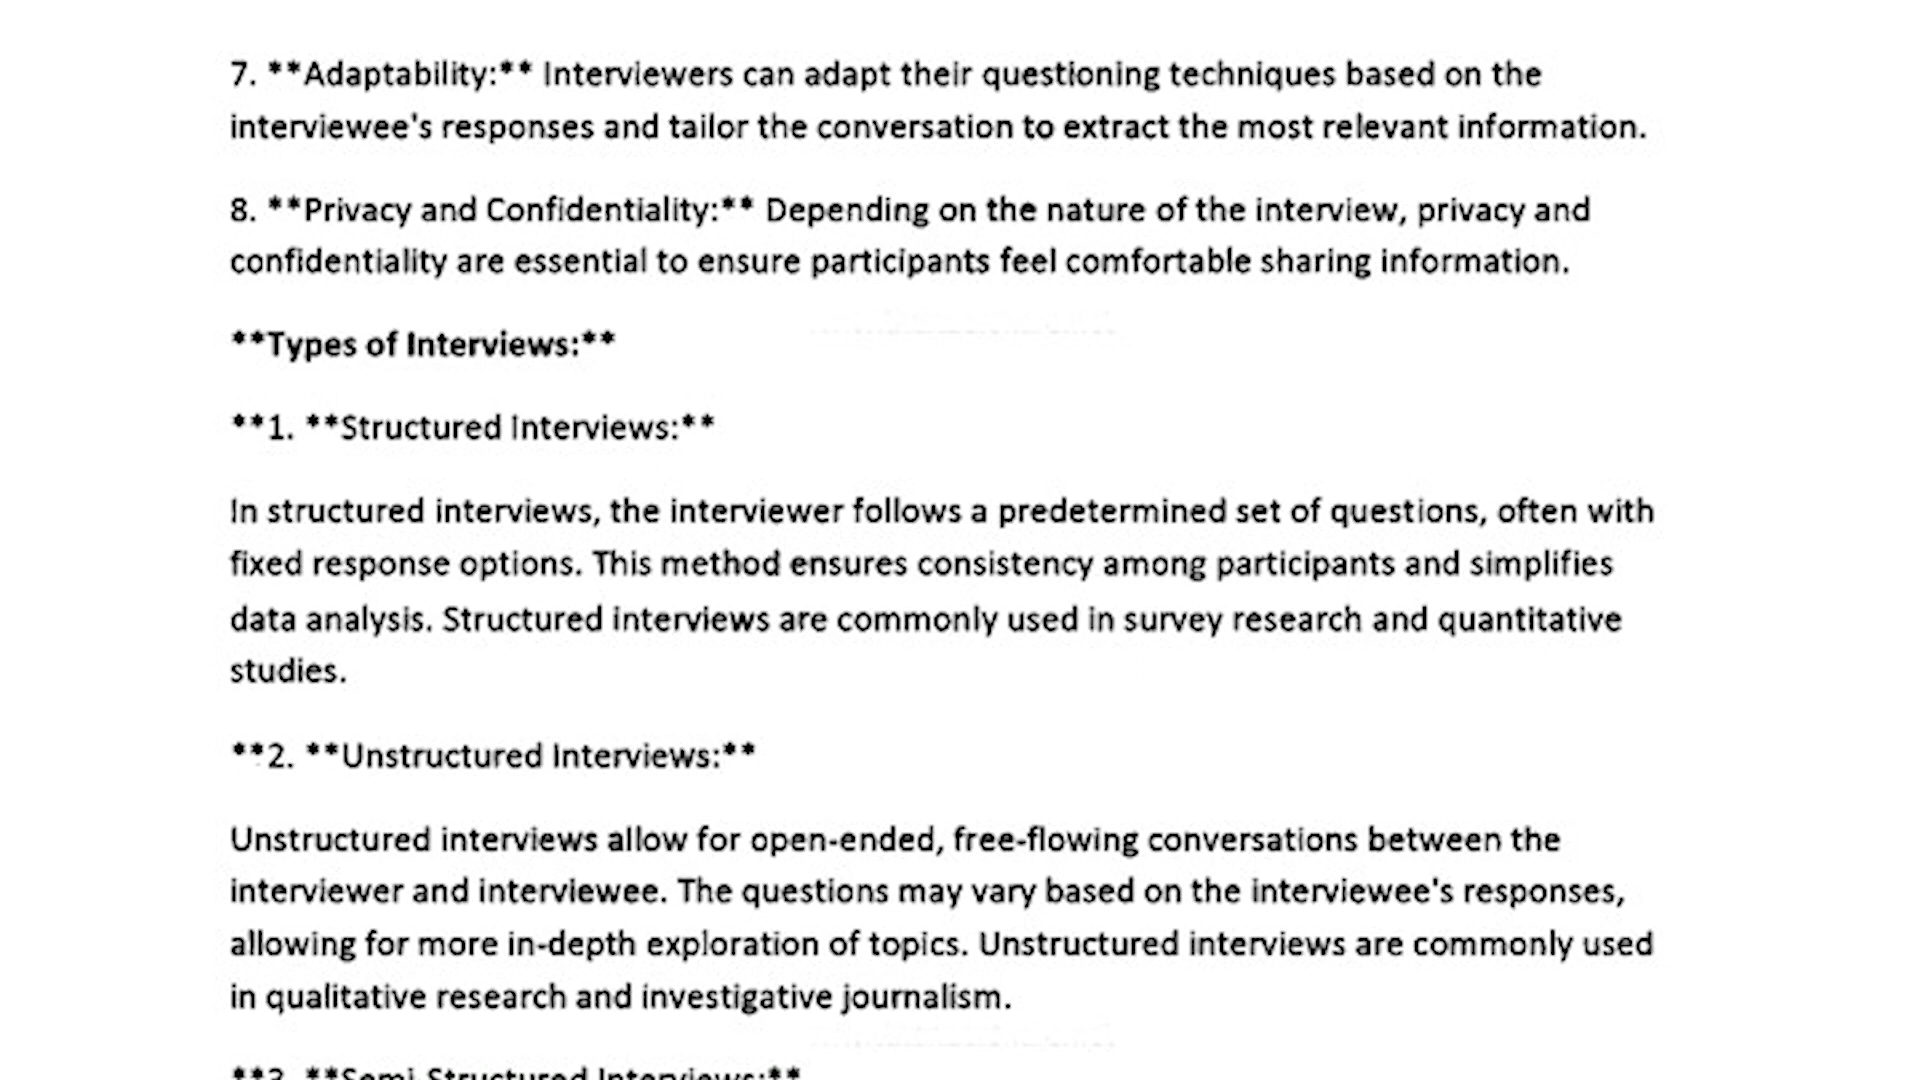 7. **Adaptability:** Interviewers can adapt their questioning techniques based on the
interviewee's responses and tailor the conversation to extract the most relevant information.
8. **Privacy and Confidentiality:** Depending on the nature of the interview, privacy and
confidentiality are essential to ensure participants feel comfortable sharing information.
**Types of Interviews:**
**1. **Structured Interviews:**
In structured interviews, the interviewer follows a predetermined set of questions, often with
fixed response options. This method ensures consistency among participants and simplifies
data analysis. Structured interviews are commonly used in survey research and quantitative
studies.
**2. **Unstructured Interviews:**
Unstructured interviews allow for open-ended, free-flowing conversations between the
interviewer and interviewee. The questions may vary based on the interviewee's responses,
allowing for more in-depth exploration of topics. Unstructured interviews are commonly used
in qualitative research and investigative journalism.
**3. **Semi-Structured Interviews:**